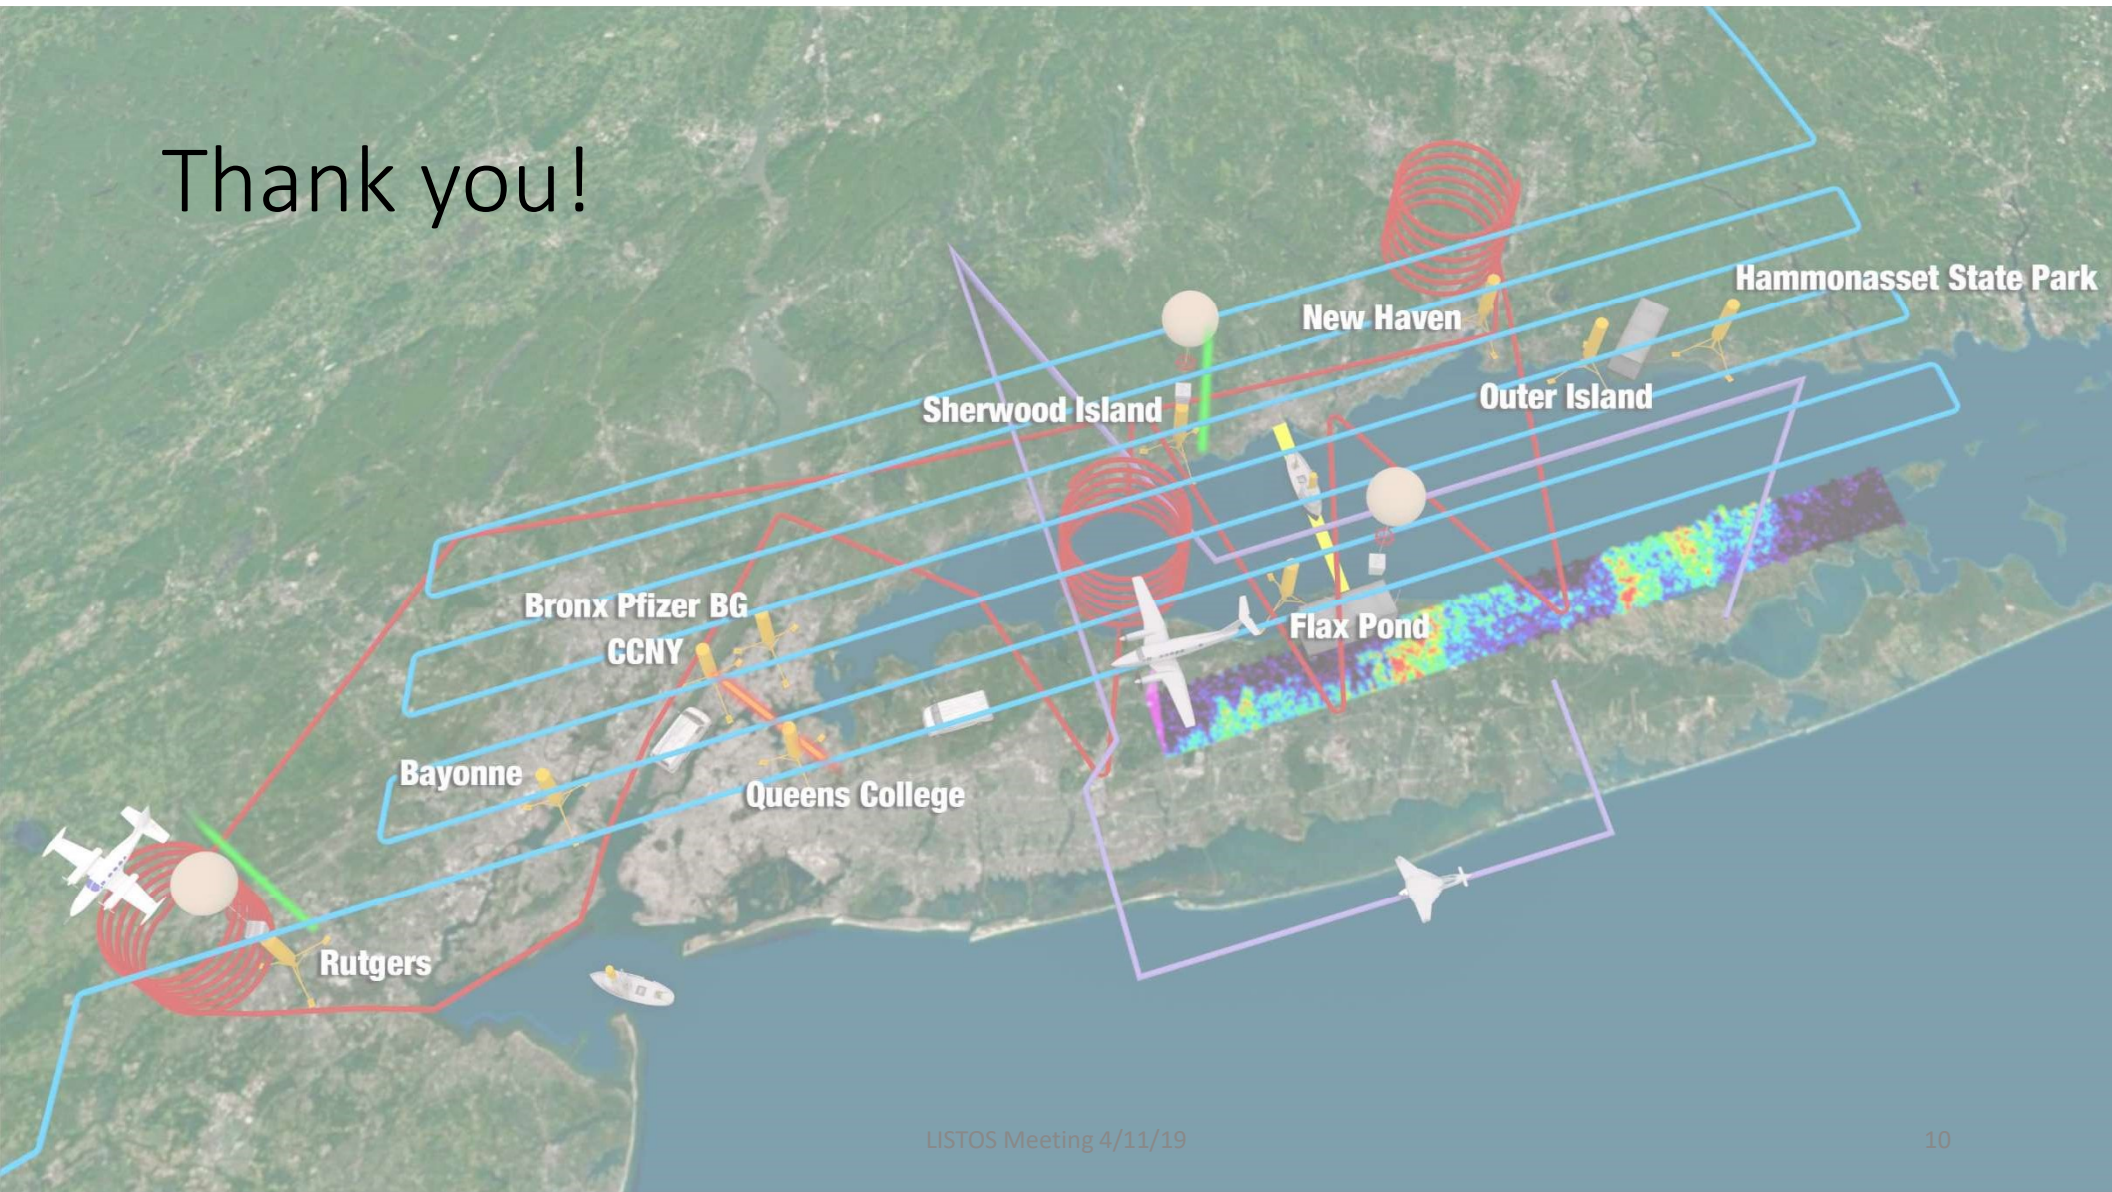 Thank you!
Hammonasset State Park
New Haven
Outer Island
Sherwood Island
Bronx Pfizer BG
CCNY
Flax Pond
Bayonne
Queens College
Rutgers
LISTOS Meeting 4/11/19
10